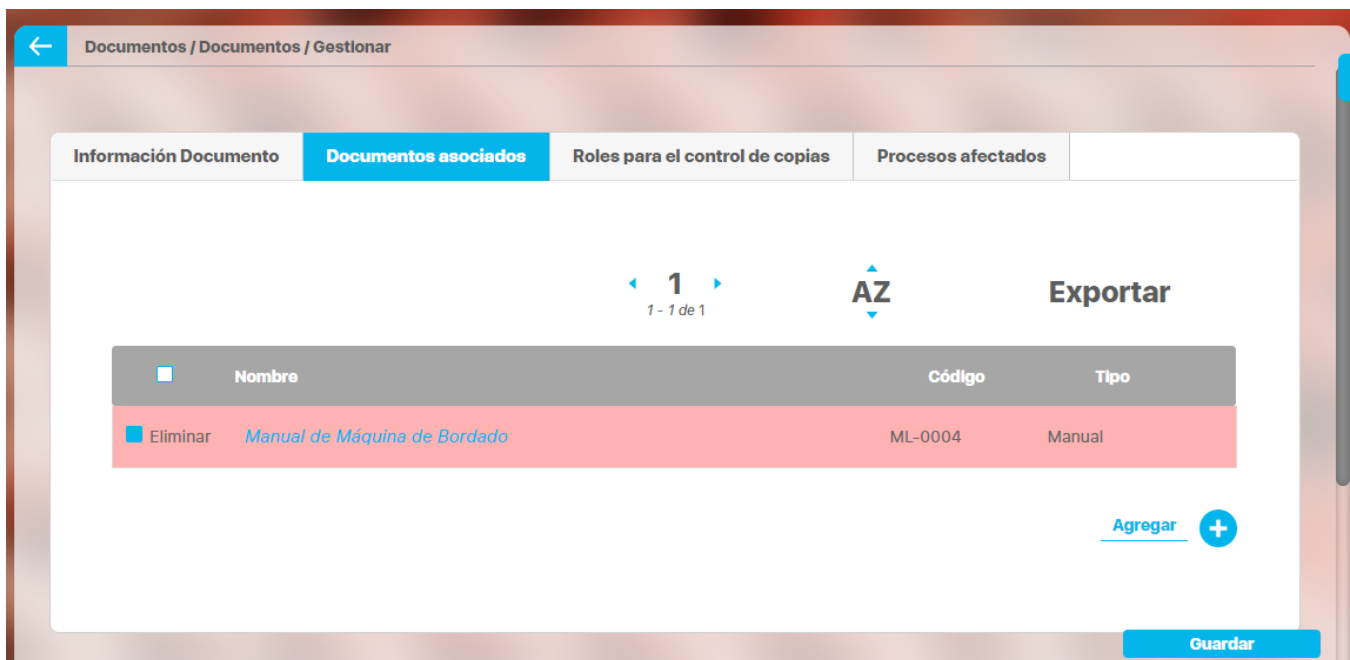 Documentos / Documentos / Gestionar
Información Documento Documentos asociados Roles para el control de copias Procesos afectados
1 AZ Exportar
1 - 1 de 1
Nombre Código Tipo
Eliminar Manual de Máquina de Bordado ML-0004 Manual
Agregar
Guardar